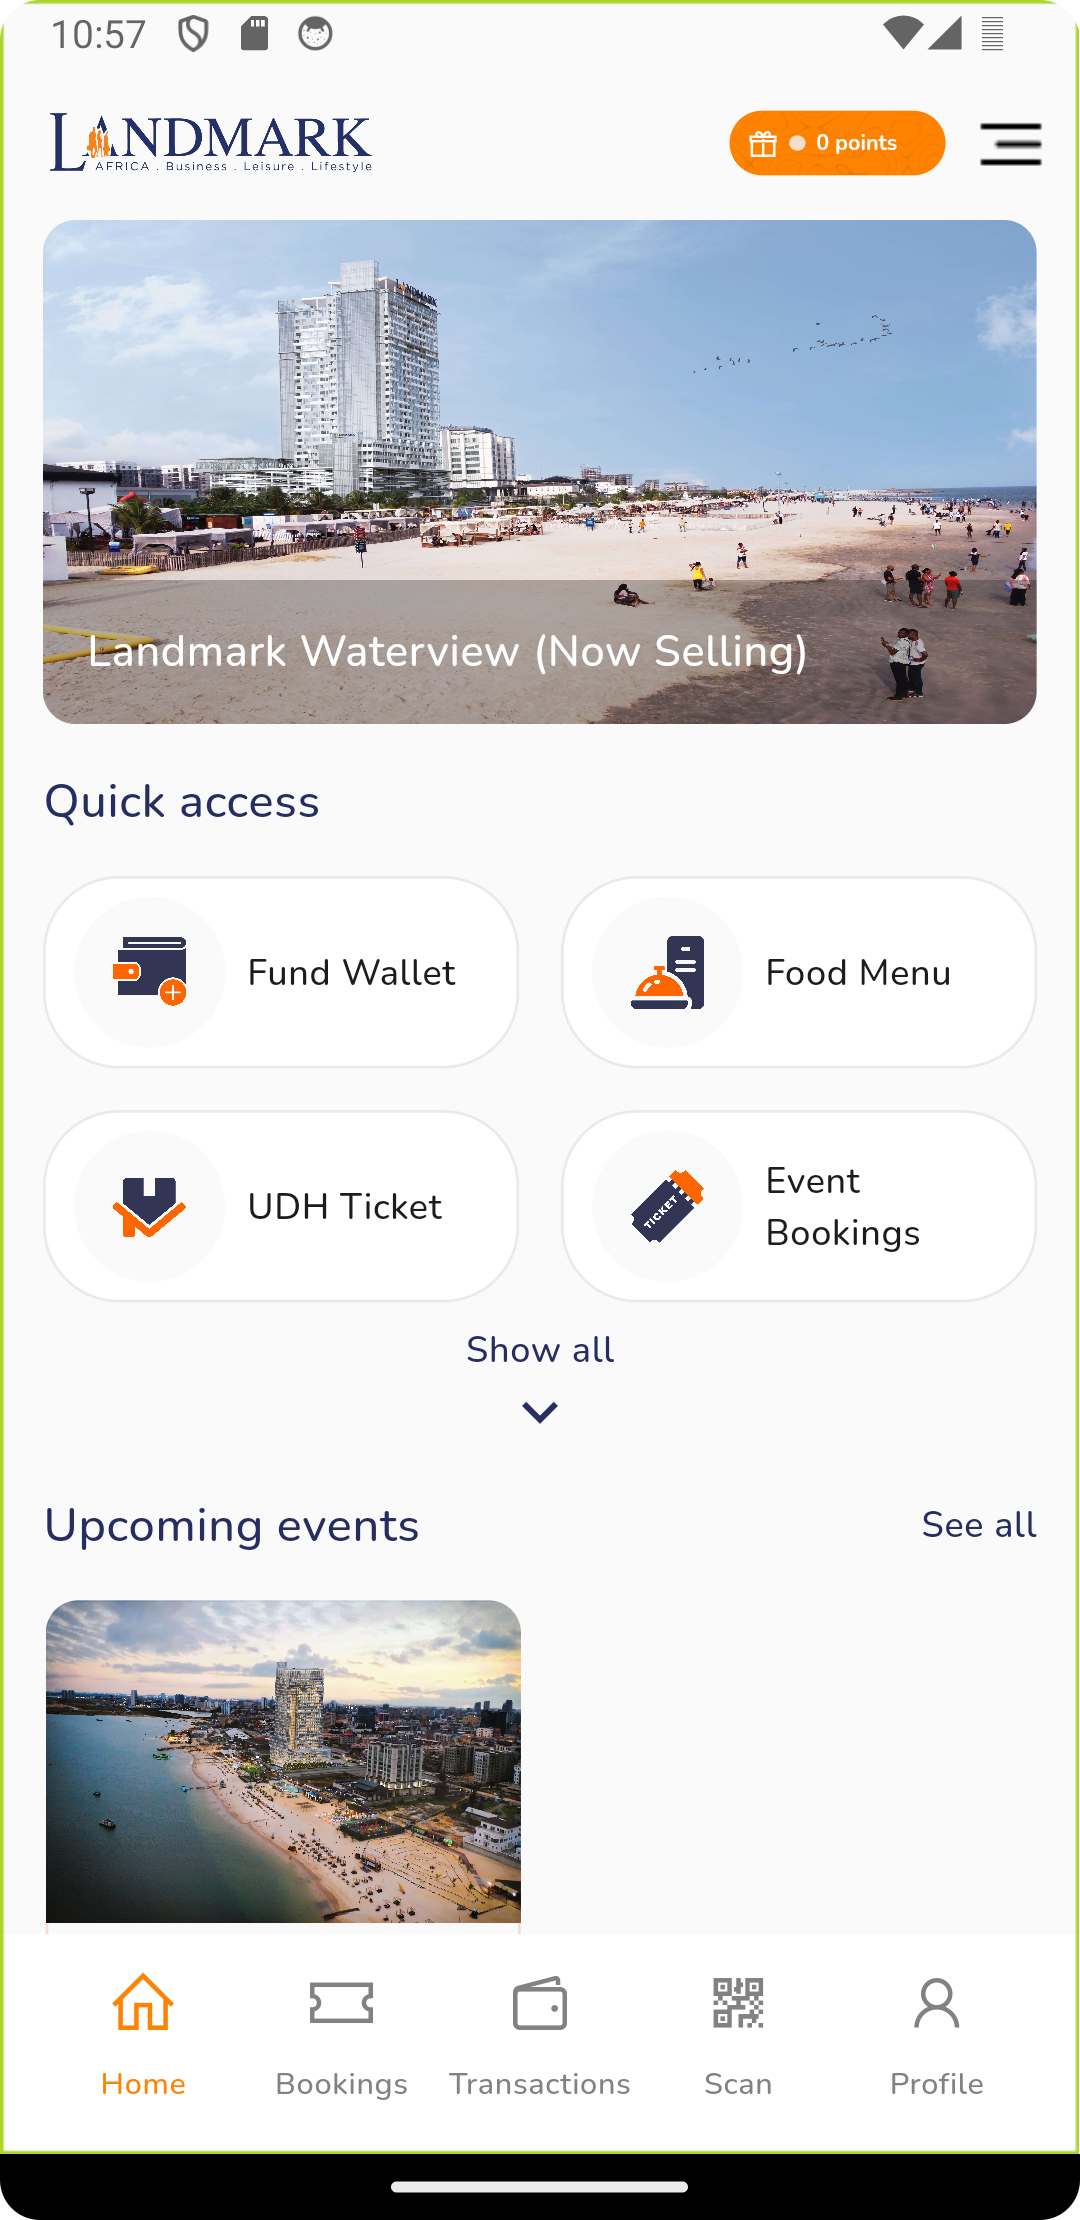 10:57
LANDMARK
AFRICA . Business . Leisure . Lifestyle
0 points
LANDMARK
Landmark Waterview (Now Selling)
Quick access
Fund Wallet
Food Menu
UDH Ticket
TICKET
Event
Bookings
Show all
Upcoming events
See all
Home
Bookings
Transactions
Scan
Profile